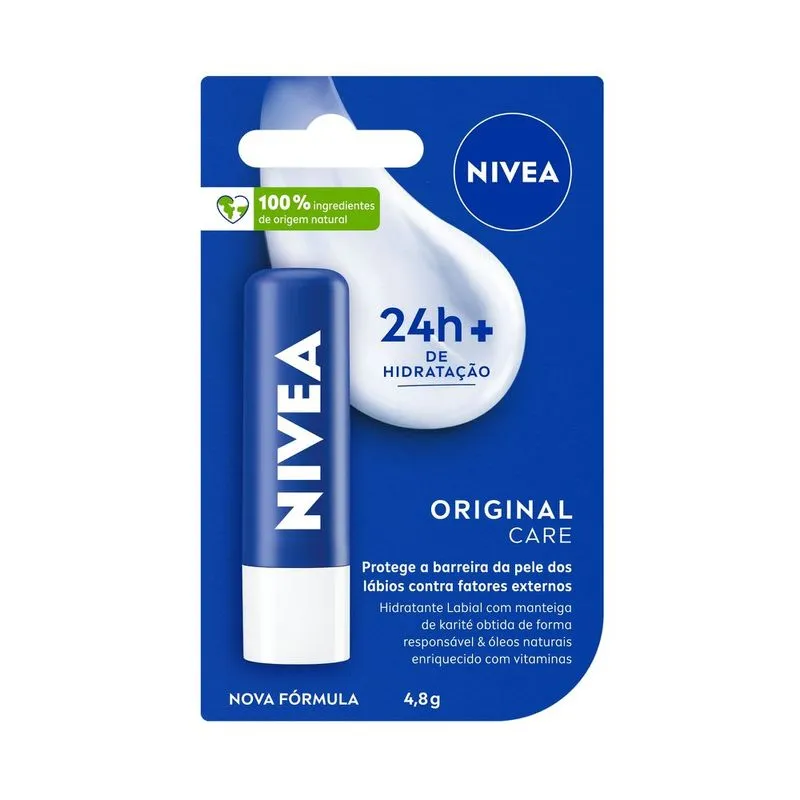 NIVEA
100% ingredientes
de origem natural
24h+
DE
HIDRATAÇÃO
NIVEA
ORIGINAL
CARE
Protege a barreira da pele dos
lábios contra fatores externos
Hidratante Labial com manteiga
de karité obtida de forma
responsável & óleos naturais
enriquecido com vitaminas
NOVA FÓRMULA
4,8g